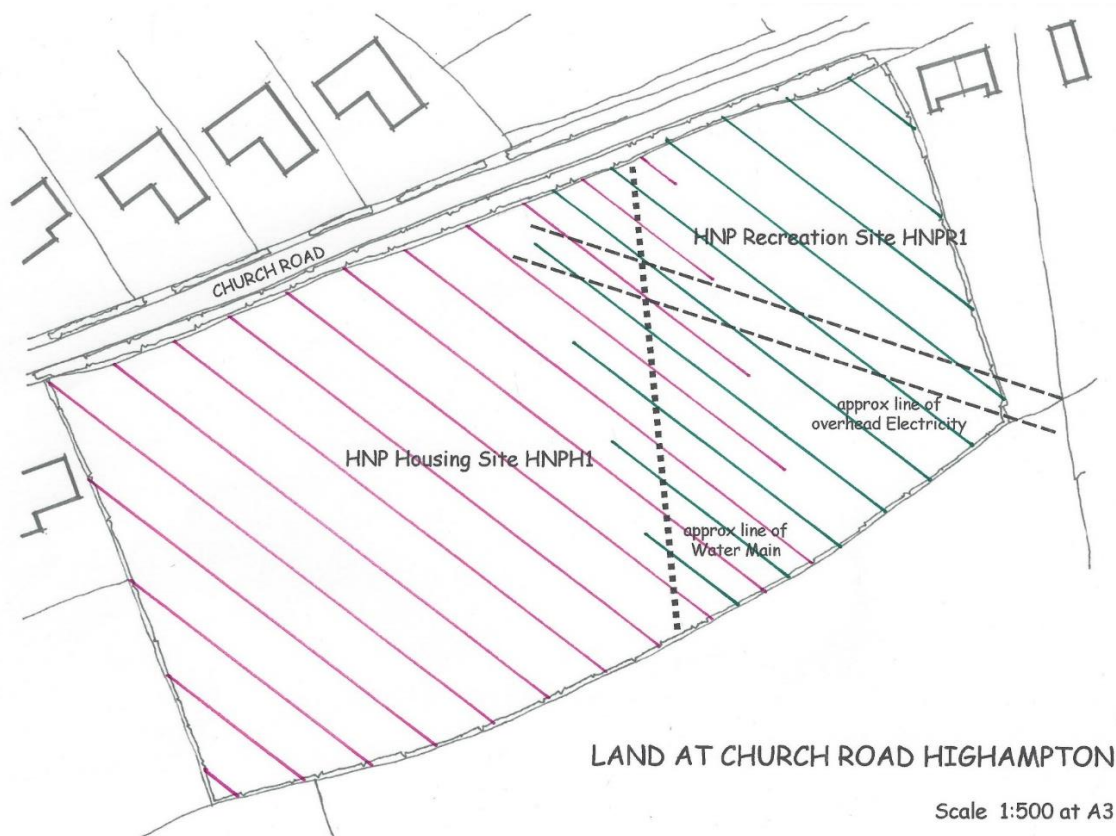 CHURCH ROAD
HNP Recreation Site HNPR1
approx line of
overhead Electricity
HNP Housing Site HNPH1
approx line of
Water Main
LAND AT CHURCH ROAD HIGHAMPTON
Scale 1:500 at A3